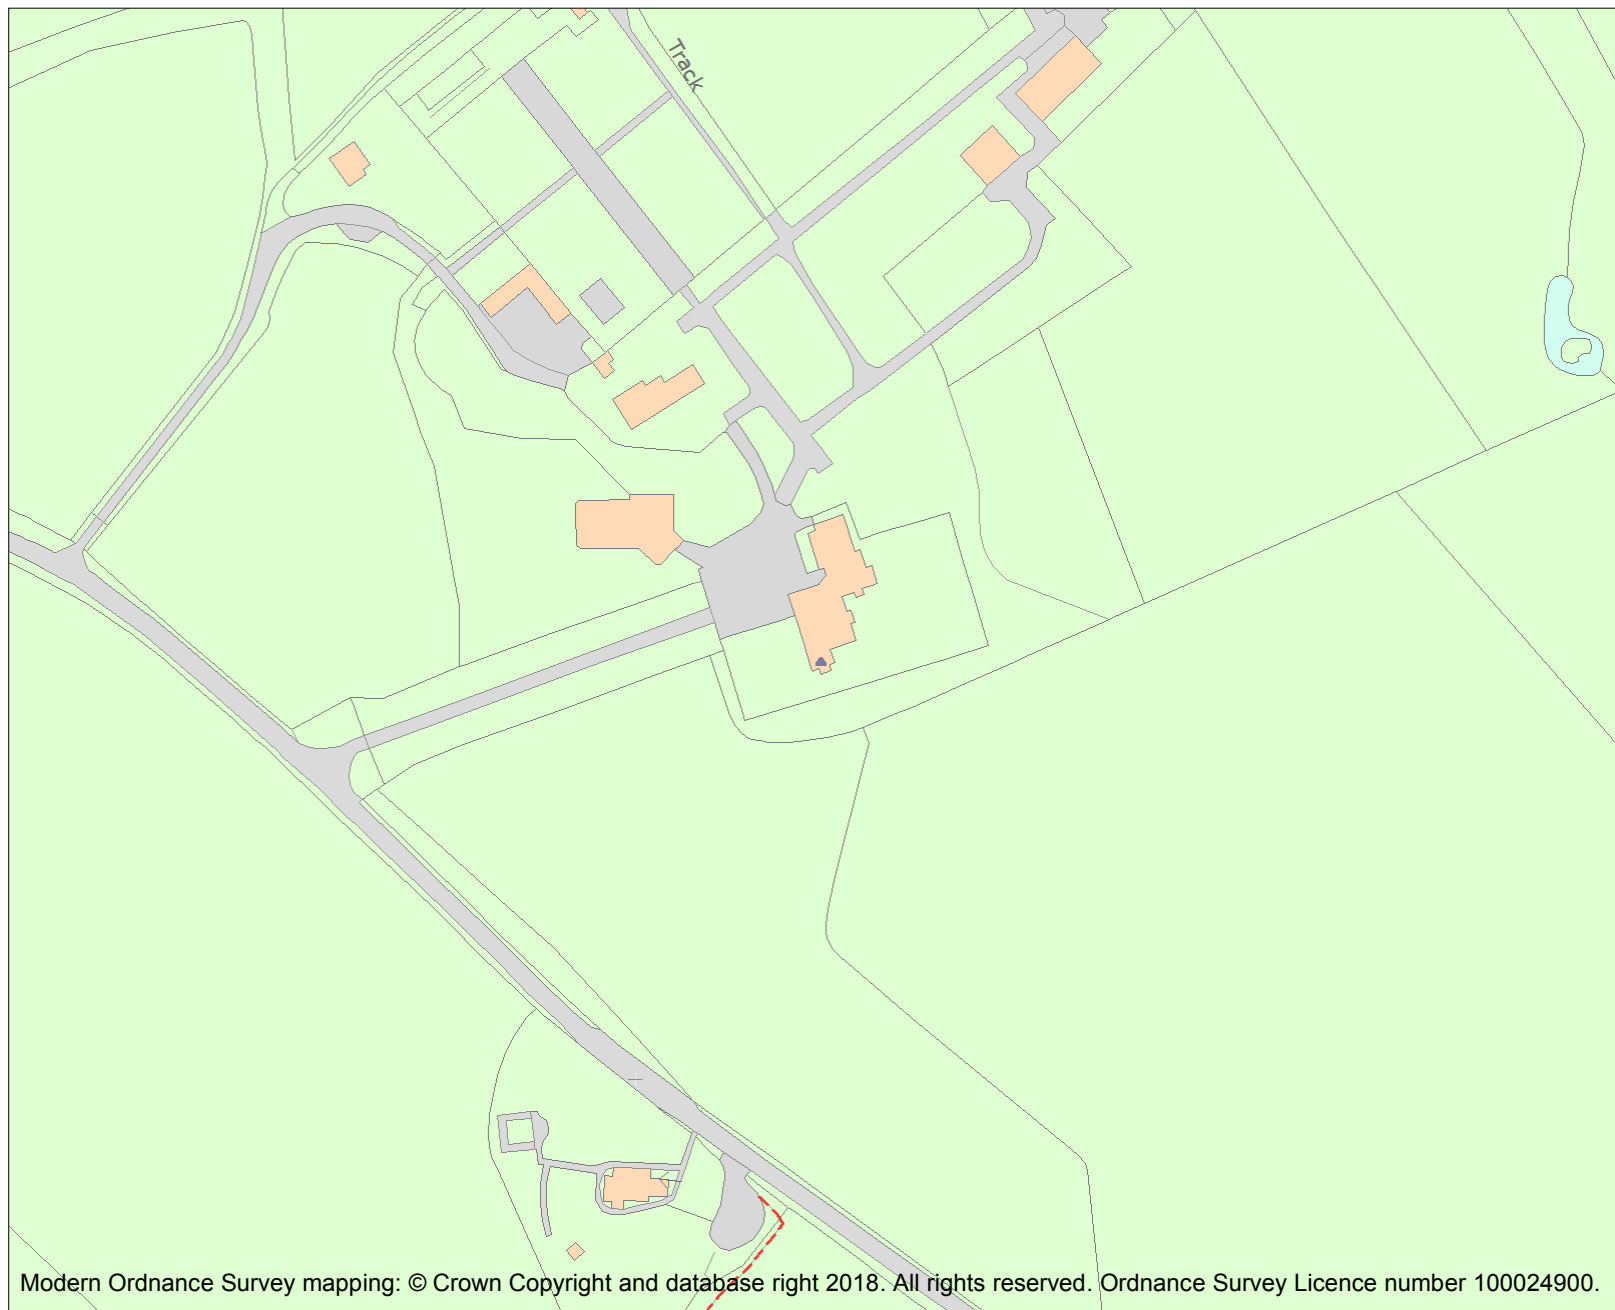 Track
Modern Ordnance Survey mapping: © Crown Copyright and database right 2018. All rights reserved. Ordnance Survey Licence number 100024900.